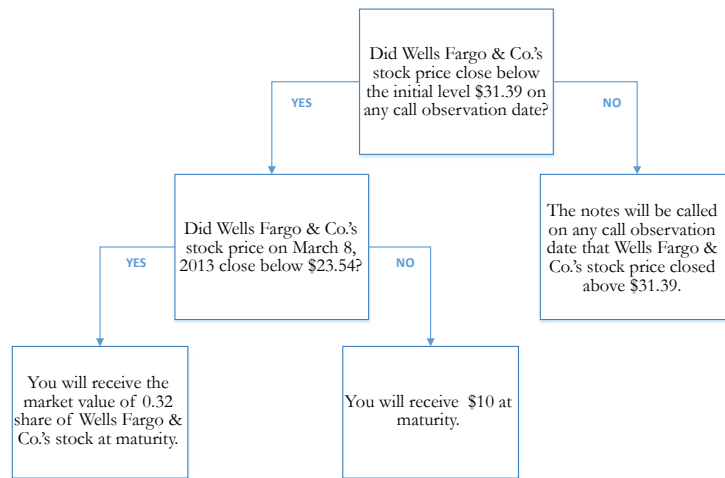 Did Wells Fargo & Co.'s
stock price close below
the initial level $31.39 on
any call observation date?
YES
NO
Did Wells Fargo & Co.'s
stock price on March 8,
2013 close below $23.54?
The notes will be called
on any call observation
date that Wells Fargo &
Co.'s stock price closed
above $31.39.
YES
NO
You will receive the
market value of 0.32
share of Wells Fargo &
Co.'s stock at maturity.
You will receive $10 at
maturity.